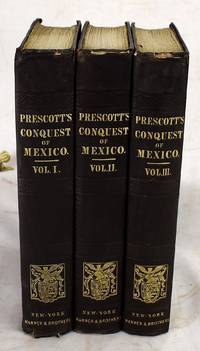 PRESCOTT'S
CONQUEST
OF
MEXICO.
VOL. I.
NEW-YORK
HARPER & BROTHERS.
PRESCOTT'S
CONQUEST
OF
MEXICO.
VOL. II.
NEW-YORK
HARPER & BROTHERS.
PRESCOTT'S
CONQUEST
OF
MEXICO.
VOL. III.
NEW-YORK
HARPER & BROTHERS.